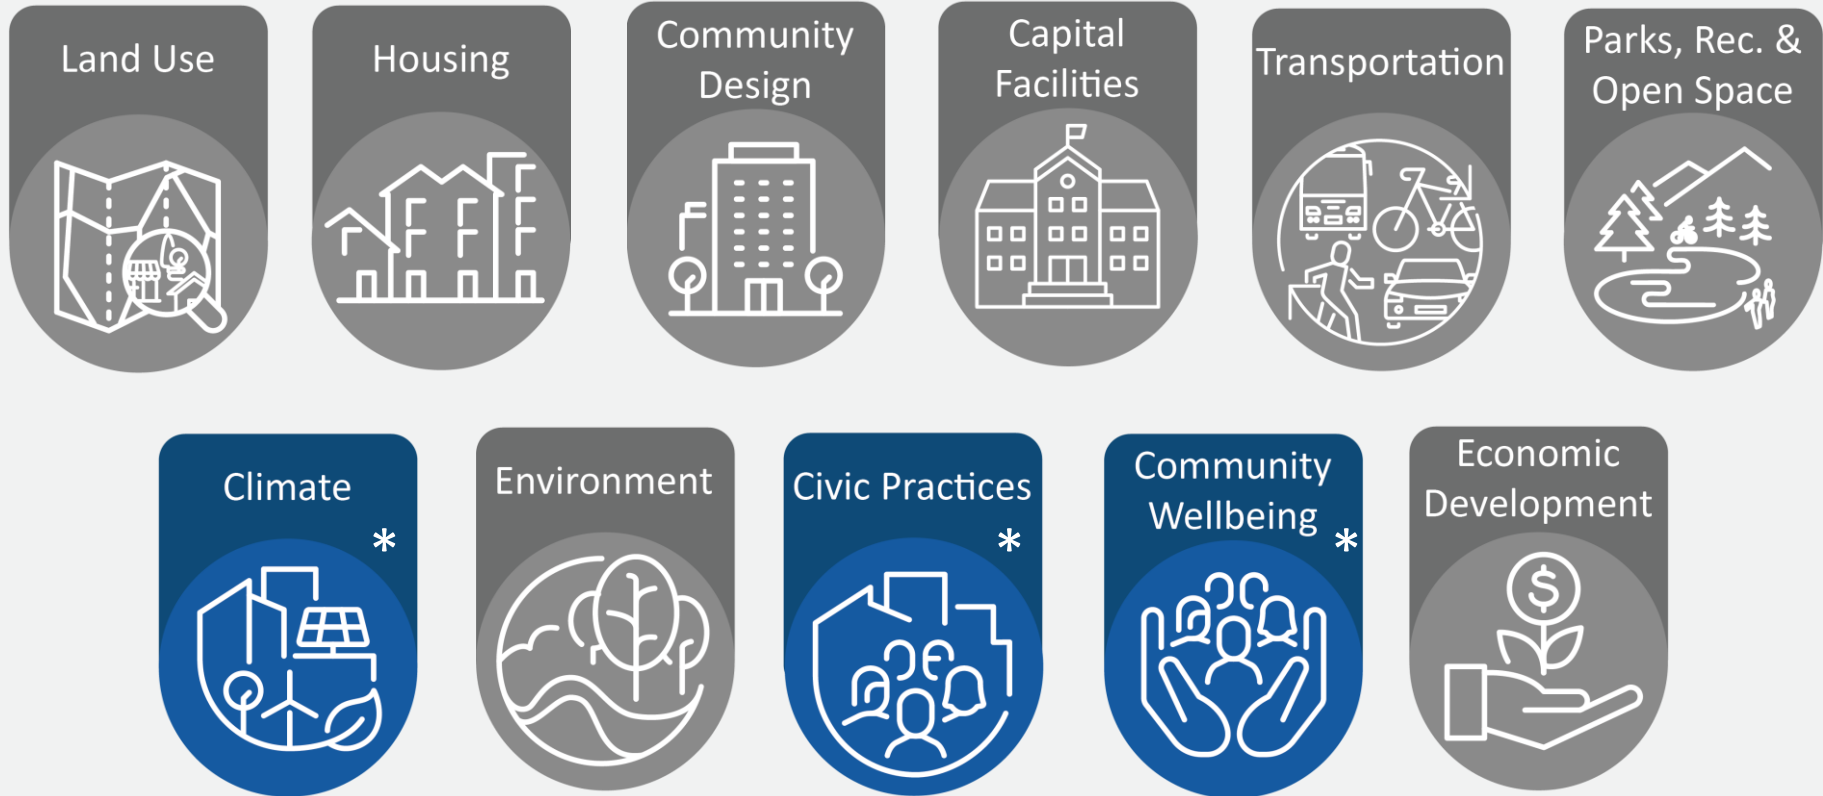 Land Use
Housing
Community
Design
Capital
Facilities
Transportation
Parks, Rec. &
Open Space
Climate
*
Environment
Civic Practices
*
Community
Wellbeing
*
Economic
Development
$